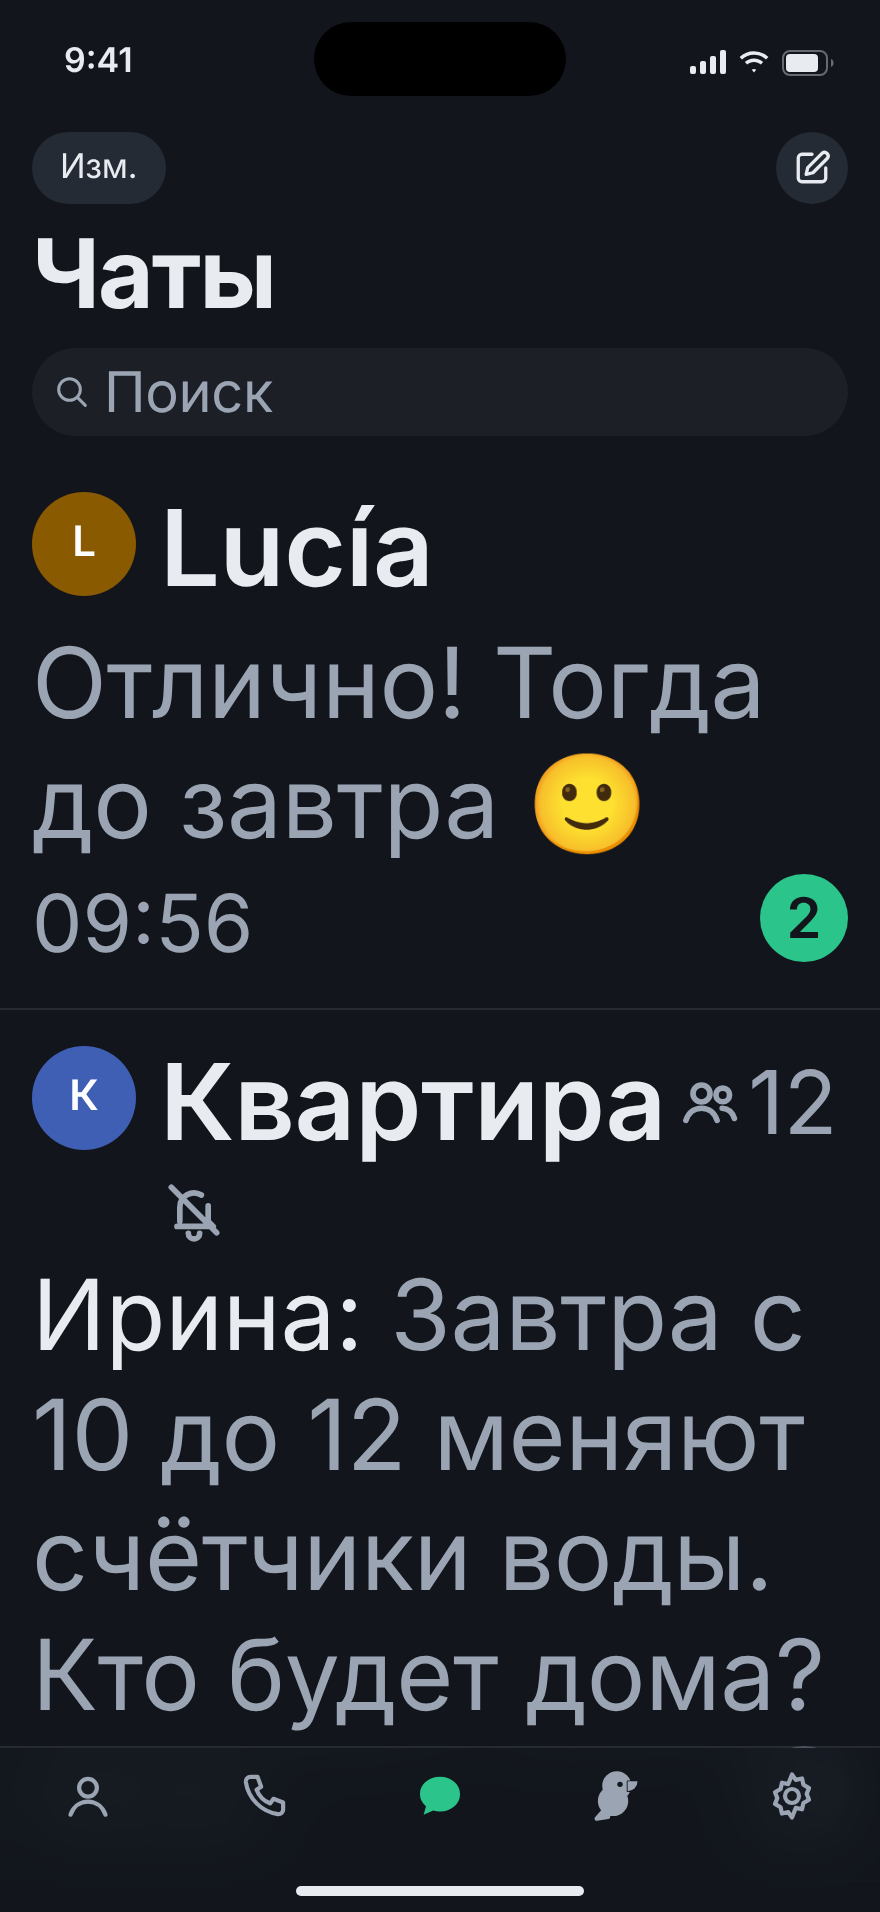 9:41
Изм.
Чаты
Поиск
L
Lucía
Отлично! Тогда
до завтра 🙂
09:56
2
К
Квартира 12
Ирина: Завтра с
10 до 12 меняют
счётчики воды.
Кто будет дома?